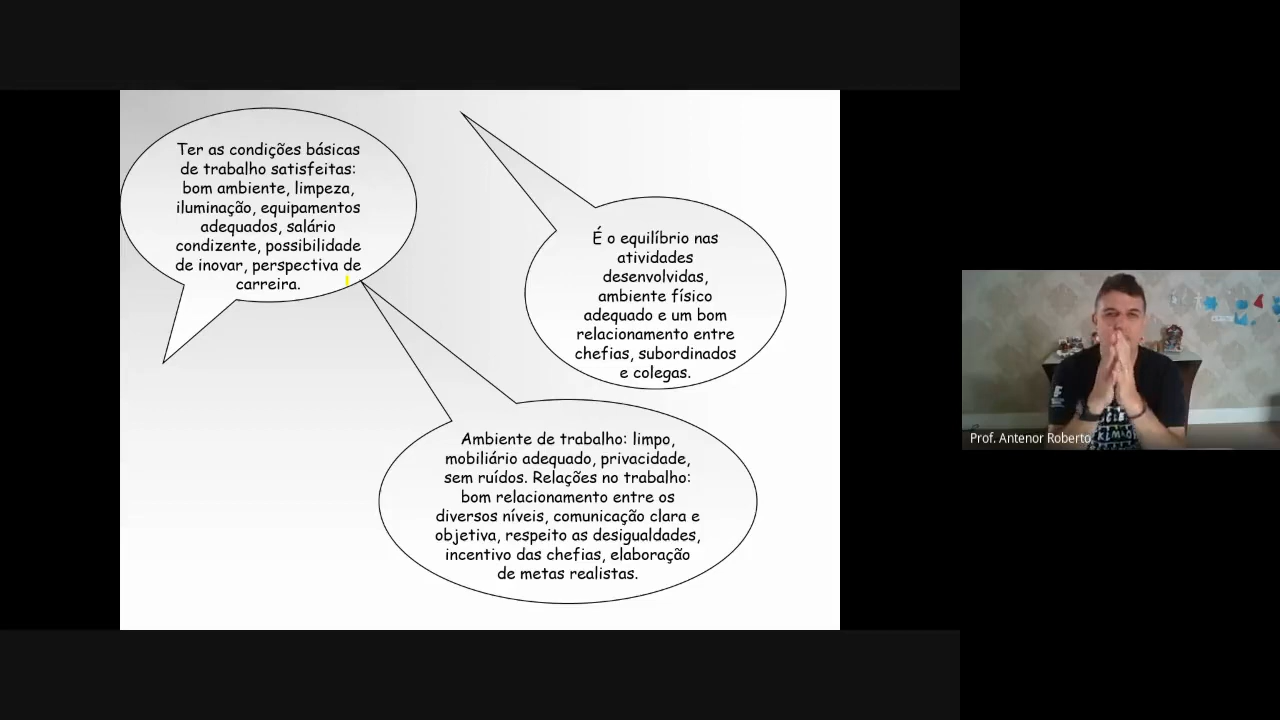 Ter as condições básicas
de trabalho satisfeitas:
bom ambiente, limpeza,
iluminação, equipamentos
adequados, salário
condizente, possibilidade
de inovar, perspectiva de
carreira.
É o equilíbrio nas
atividades
desenvolvidas,
ambiente físico
adequado e um bom
relacionamento entre
chefias, subordinados
e colegas.
Ambiente de trabalho: limpo,
mobiliário adequado, privacidade,
sem ruídos. Relações no trabalho:
bom relacionamento entre os
diversos níveis, comunicação clara e
objetiva, respeito as desigualdades,
incentivo das chefias, elaboração
de metas realistas.
Prof. Antenor Roberto